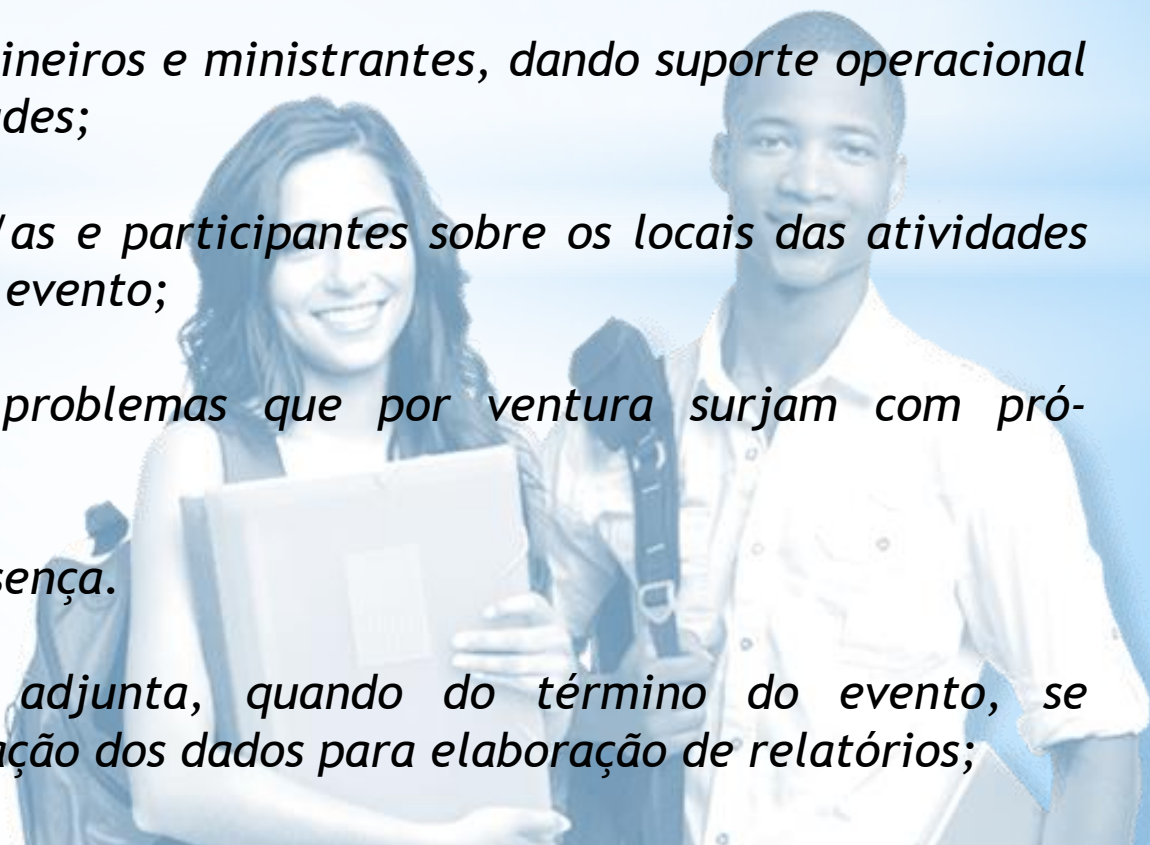 ineiros e ministrantes, dando suporte operacional
des;
'as e participantes sobre os locais das atividades
evento;
problemas que por ventura surjam com pró-
sença.
adjunta, quando do término do evento, se
ação dos dados para elaboração de relatórios;